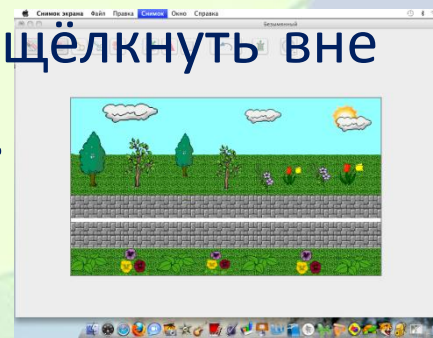 Снимок экрана Файл Правка Снимок Окно Справка
Безымянный
щёлкнуть вне